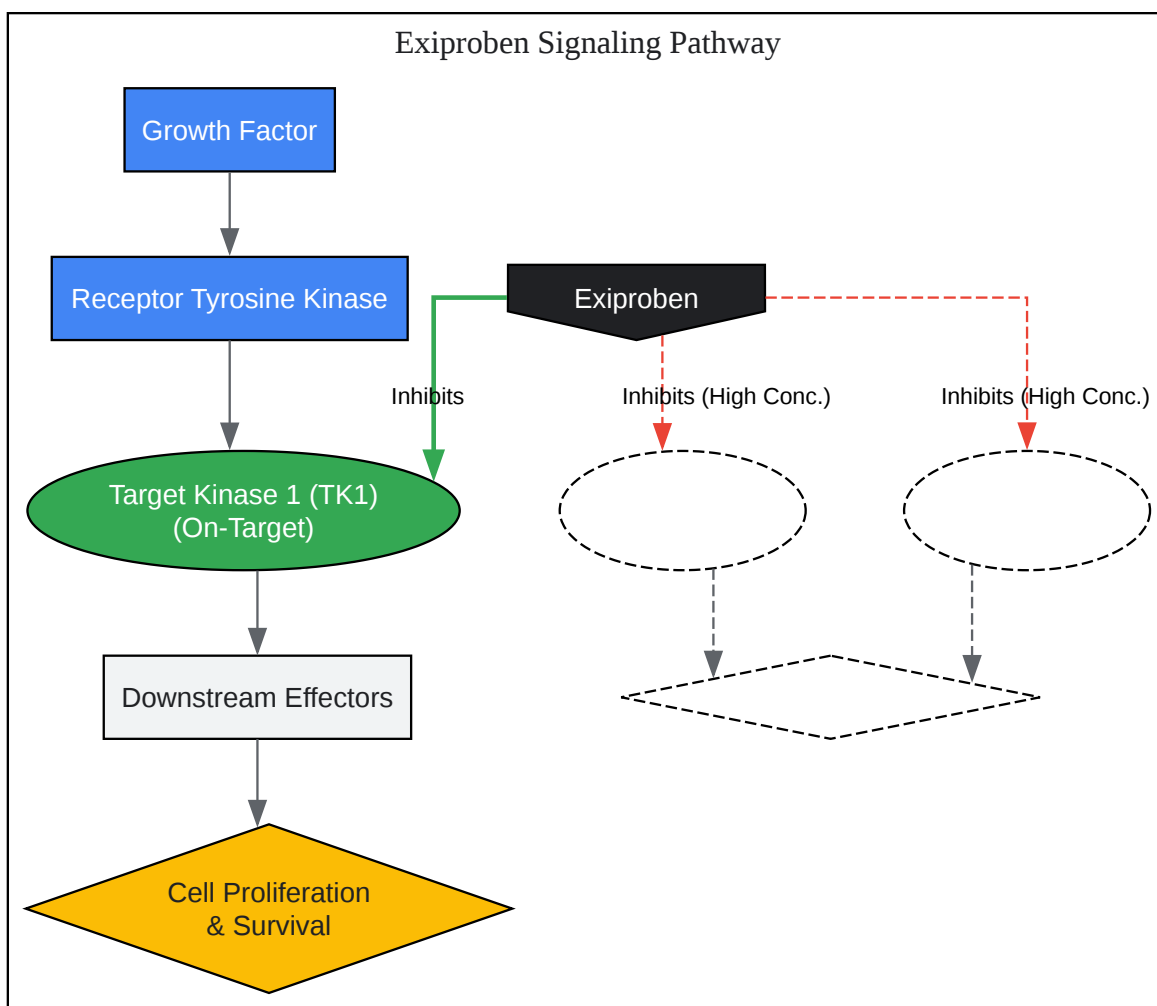 Exiproben Signaling Pathway
Growth Factor
Receptor Tyrosine Kinase
Exiproben
Inhibits
Inhibits (High Conc.)
Inhibits (High Conc.)
Target Kinase 1 (TK1)
(On-Target)
Downstream Effectors
Cell Proliferation
& Survival